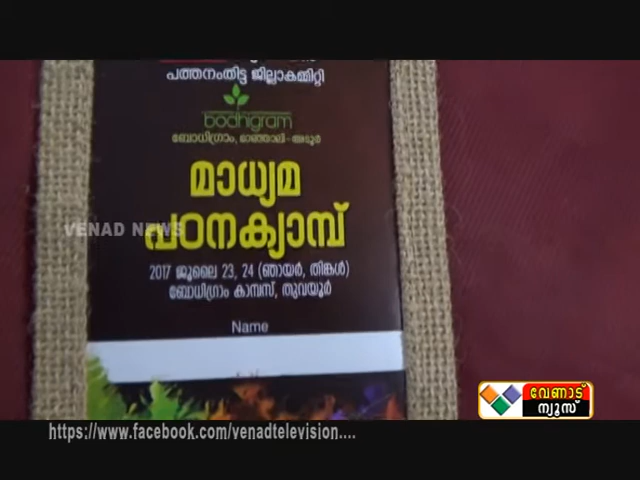 പത്തനംതിട്ട ജില്ലാകമ്മിറ്റി
bodhigram
ബോധിഗ്രാം, മാഞ്ഞാലി - അടൂർ
മാധ്യമ
പഠനക്യാമ്പ്
VENAD NEWS
2017 ജൂലൈ 23, 24 (ഞായർ, തിങ്കൾ)
ബോധിഗ്രാം കാമ്പസ്, തുവയൂർ
Name
വേണാട്
ന്യൂസ്
https://www.facebook.com/venadtelevision....